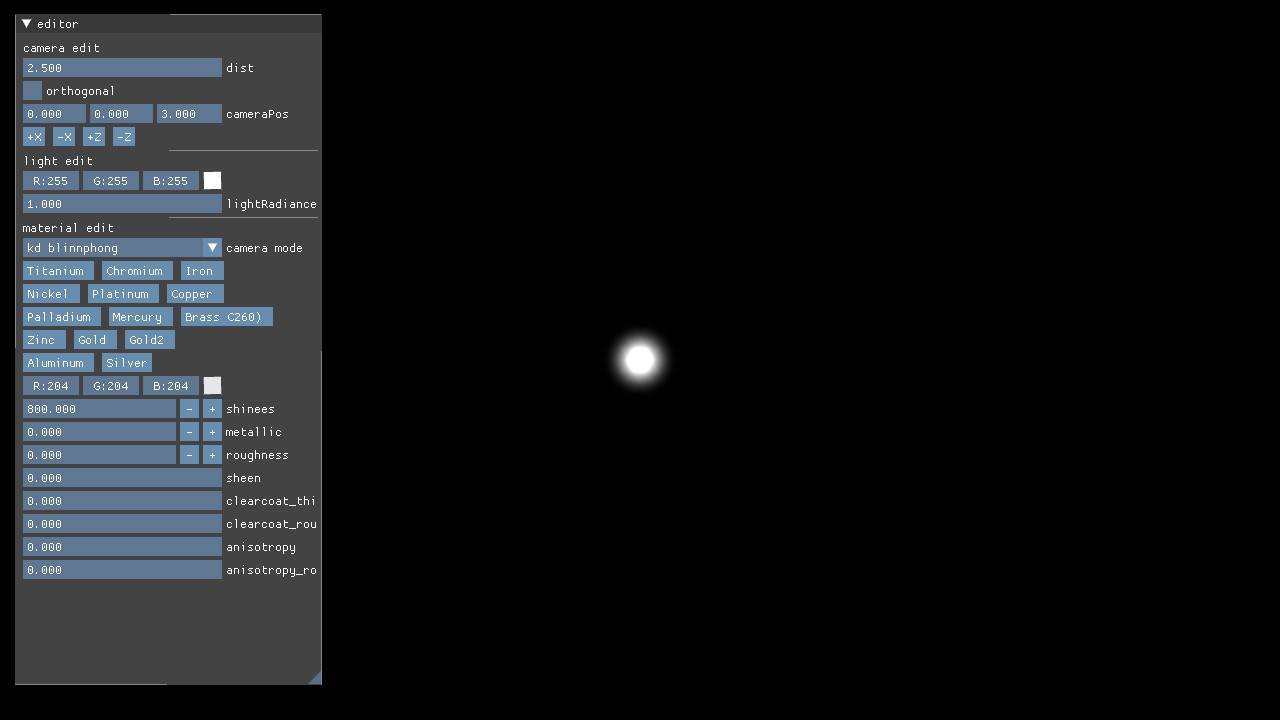 editor
camera edit
2.500 dist
orthogonal
0.000 0.000 3.000 cameraPos
+X -X +Z -Z
light edit
R:255 G:255 B:255
1.000 lightRadiance
material edit
kd blinnphong camera mode
Titanium Chromium Iron
Nickel Platinum Copper
Palladium Mercury Brass C260)
Zinc Gold Gold2
Aluminum Silver
R:204 G:204 B:204
800.000 - + shinees
0.000 - + metallic
0.000 - + roughness
0.000 sheen
0.000 clearcoat_thi
0.000 clearcoat_rou
0.000 anisotropy
0.000 anisotropy_ro